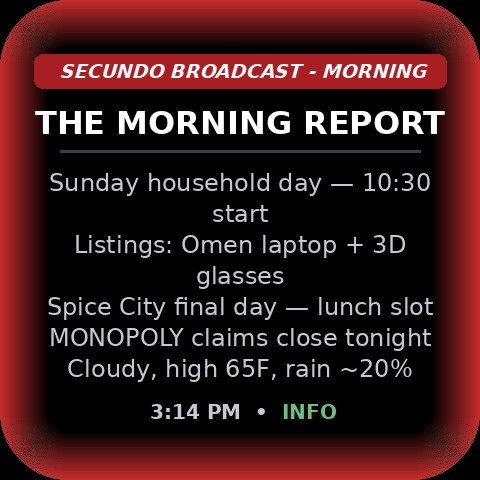 SECUNDO BROADCAST - MORNING
THE MORNING REPORT
Sunday household day — 10:30
start
Listings: Omen laptop + 3D
glasses
Spice City final day — lunch slot
MONOPOLY claims close tonight
Cloudy, high 65F, rain ~20%
3:14 PM • INFO